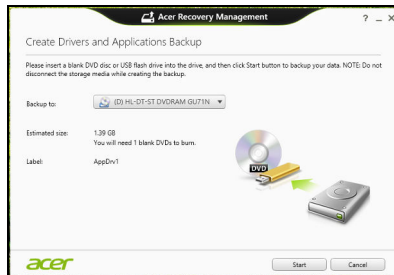 Acer Recovery Management
? _ X
Create Drivers and Applications Backup
Please insert a blank DVD disc or USB flash drive into the drive, and then click Start button to backup your data. NOTE: Do not
disconnect the storage media while creating the backup.
Backup to:
(D) HL-DT-ST DVDRAM GU71N
Estimated size:
1.39 GB
You will need 1 blank DVDs to burn.
Label:
AppDrv1
DVD
acer
Start
Cancel